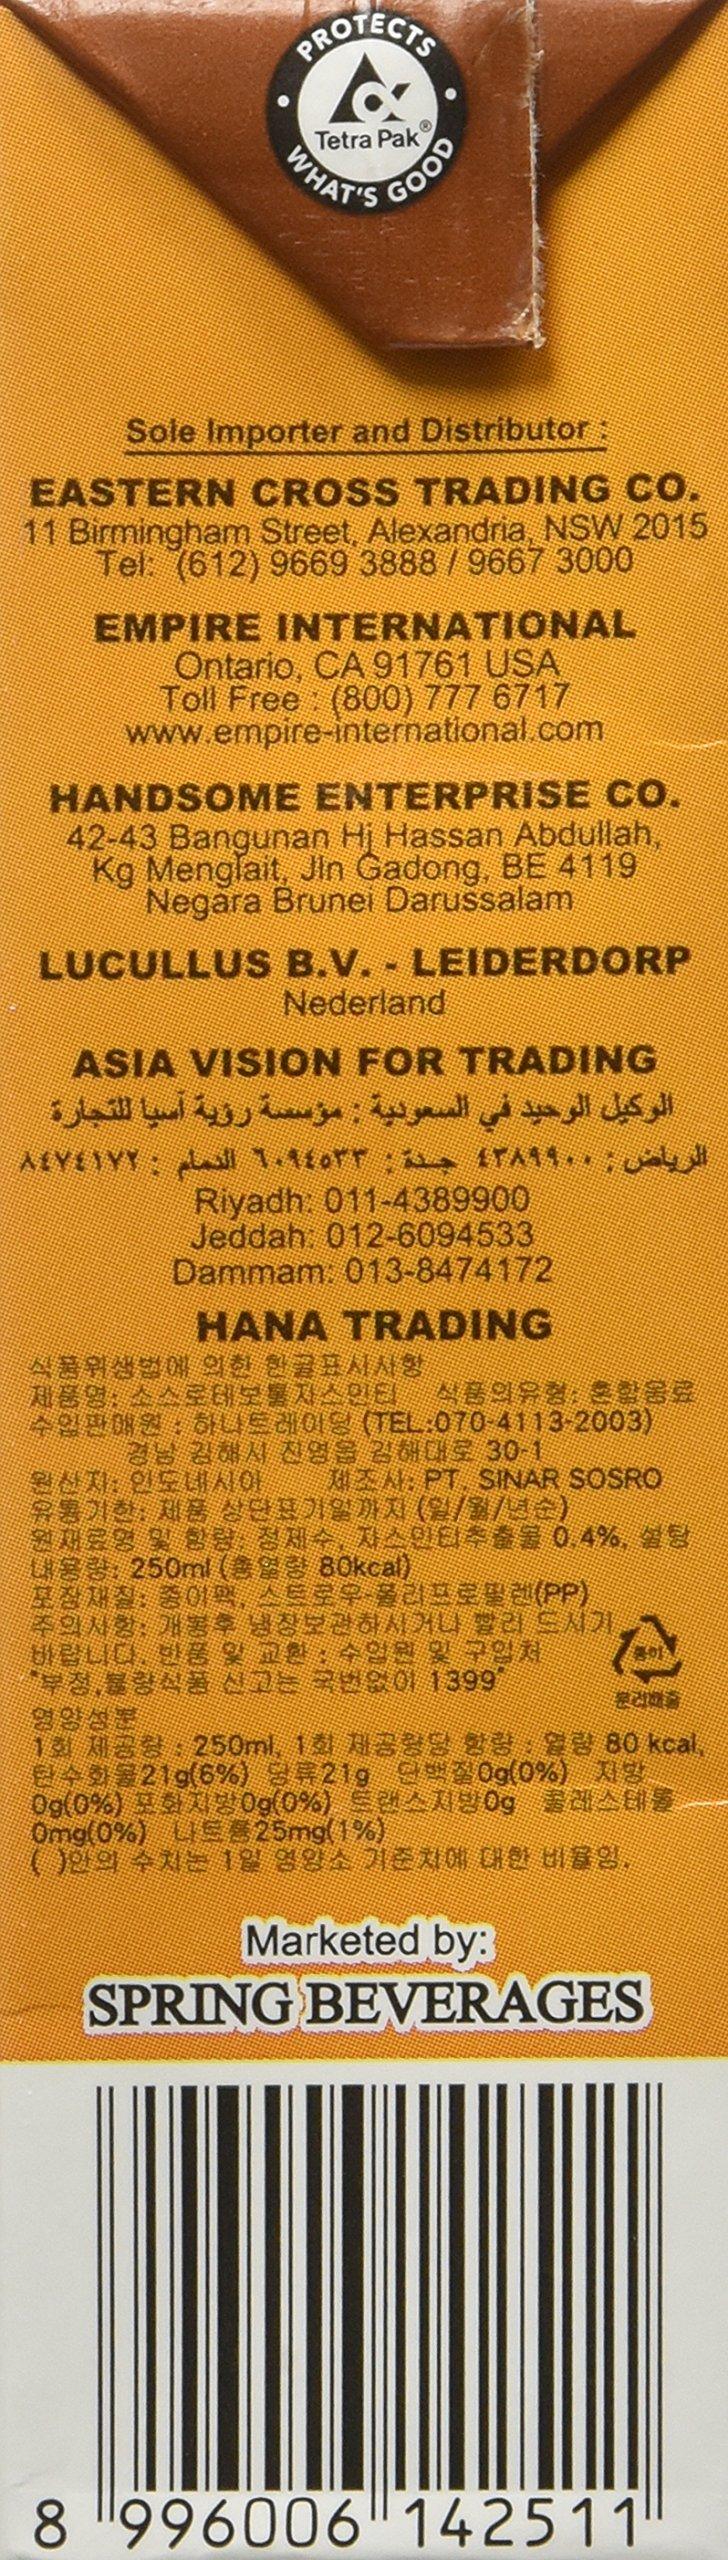 PROTECTS
Tetra Pak®
WHAT'S GOOD
Sole Importer and Distributor :
EASTERN CROSS TRADING CO.
11 Birmingham Street, Alexandria, NSW 2015
Tel: (612) 9669 3888 / 9667 3000
EMPIRE INTERNATIONAL
Ontario, CA 91761 USA
Toll Free : (800) 777 6717
www.empire-international.com
HANDSOME ENTERPRISE CO.
42-43 Bangunan Hj Hassan Abdullah,
Kg Menglait, Jln Gadong, BE 4119
Negara Brunei Darussalam
LUCULLUS B.V. - LEIDERDORP
Nederland
ASIA VISION FOR TRADING
الوكيل الوحيد في السعودية : مؤسسة رؤية أسيا للتجارة
الرياض : ٤٣٨٩٩٠٠ جدة : ٦٠٩٤٥٣٣ الدمام : ٨٤٧٤١٧٢
Riyadh: 011-4389900
Jeddah: 012-6094533
Dammam: 013-8474172
HANA TRADING
식품위생법에 의한 한글표시사항
제품명: 소스로테보틀쟈스민티 식품의유형: 혼합음료
수입판매원 : 하나트레이딩 (TEL:070-4113-2003)
경남 김해시 진영읍 김해대로 30-1
원산지: 인도네시아 제조사: PT. SINAR SOSRO
유통기한: 제품 상단표기일까지 (일/월/년순)
원재료명 및 함량: 정제수, 쟈스민티추출물 0.4%, 설탕
내용량: 250ml (총열량 80kcal)
포장재질: 종이팩, 스트로우-폴리프로필렌(PP)
주의사항: 개봉후 냉장보관하시거나 빨리 드시기
바랍니다. 반품 및 교환 : 수입원 및 구입처
"부정,불량식품 신고는 국번없이 1399"
종이
분리배출
영양성분
1회 제공량 : 250ml, 1회 제공량당 함량 : 열량 80 kcal,
탄수화물21g(6%) 당류21g 단백질0g(0%) 지방
0g(0%) 포화지방0g(0%) 트랜스지방0g 콜레스테롤
0mg(0%) 나트륨25mg(1%)
( )안의 수치는 1일 영양소 기준치에 대한 비율임.
Marketed by:
SPRING BEVERAGES
8 996006 142511